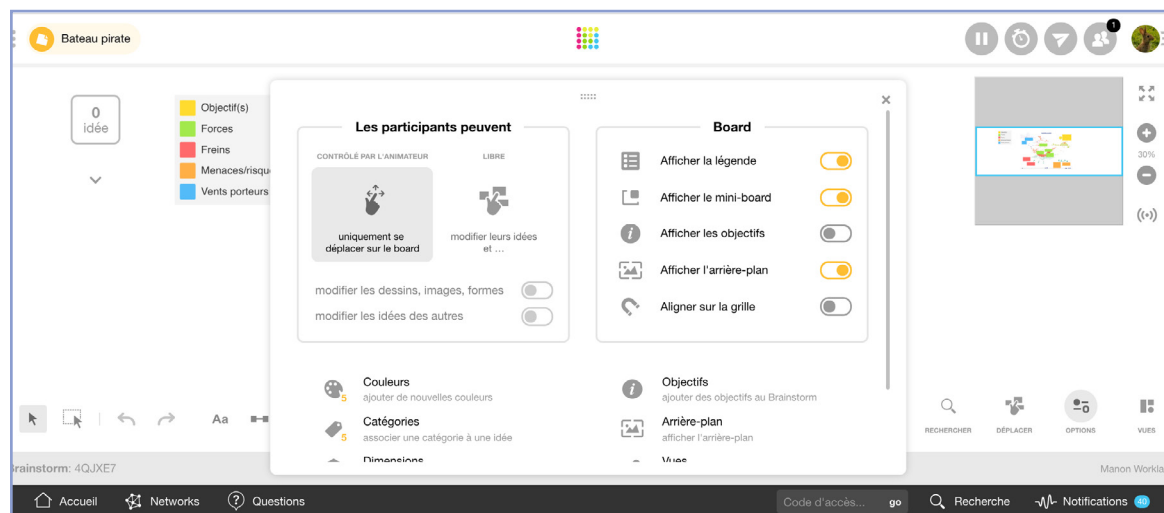 Bateau pirate
1
0
idée
Objectif(s)
Forces
Freins
Menaces/risqu
Vents porteurs
Les participants peuvent
CONTRÔLÉ PAR L'ANIMATEUR
LIBRE
uniquement se
déplacer sur le board
modifier leurs idées
et ...
modifier les dessins, images, formes
modifier les idées des autres
Board
Afficher la légende
Afficher le mini-board
Afficher les objectifs
Afficher l'arrière-plan
Aligner sur la grille
Couleurs
5
ajouter de nouvelles couleurs
Catégories
5
associer une catégorie à une idée
Dimensions
Objectifs
ajouter des objectifs au Brainstorm
Arrière-plan
afficher l'arrière-plan
Vues
30%
Aa
RECHERCHER
DÉPLACER
OPTIONS
VUES
rainstorm: 4QJXE7
Manon Workla
Accueil
Networks
Questions
Code d'accès...
go
Recherche
Notifications
40